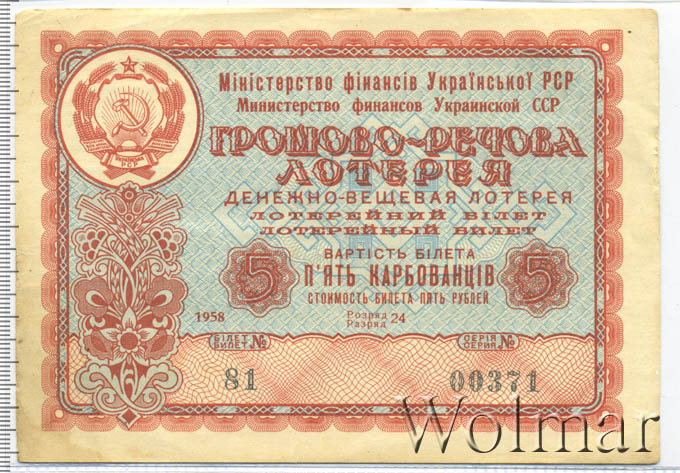 Міністерство фінансів Української РСР
Министерство финансов Украинской ССР
ГРОШОВО-РЕЧОВА
ЛОТЕРЕЯ
ДЕНЕЖНО-ВЕЩЕВАЯ ЛОТЕРЕЯ
ЛОТЕРЕЙНИЙ БІЛЕТ
ЛОТЕРЕЙНЫЙ БИЛЕТ
ВАРТІСТЬ БІЛЕТА
5 П'ЯТЬ КАРБОВАНЦІВ 5
СТОИМОСТЬ БИЛЕТА ПЯТЬ РУБЛЕЙ
1958 Розряд 24
Разряд
БІЛЕТ № СЕРІЯ №
БИЛЕТ СЕРИЯ
81 00371
УКРАИНСКАЯ
РСР
Wolmar